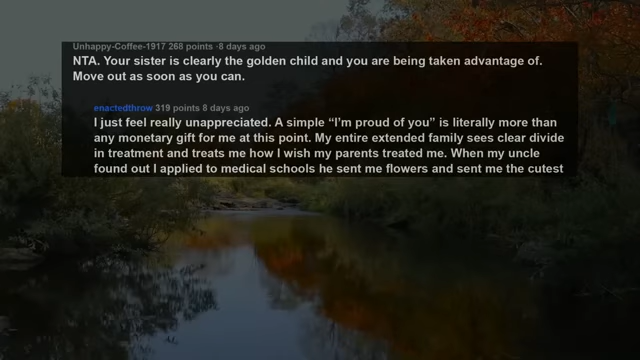 Unhappy-Coffee-1917 268 points ·8 days ago
NTA. Your sister is clearly the golden child and you are being taken advantage of.
Move out as soon as you can.
enactedthrow 319 points 8 days ago
I just feel really unappreciated. A simple “I’m proud of you” is literally more than
any monetary gift for me at this point. My entire extended family sees clear divide
in treatment and treats me how I wish my parents treated me. When my uncle
found out I applied to medical schools he sent me flowers and sent me the cutest